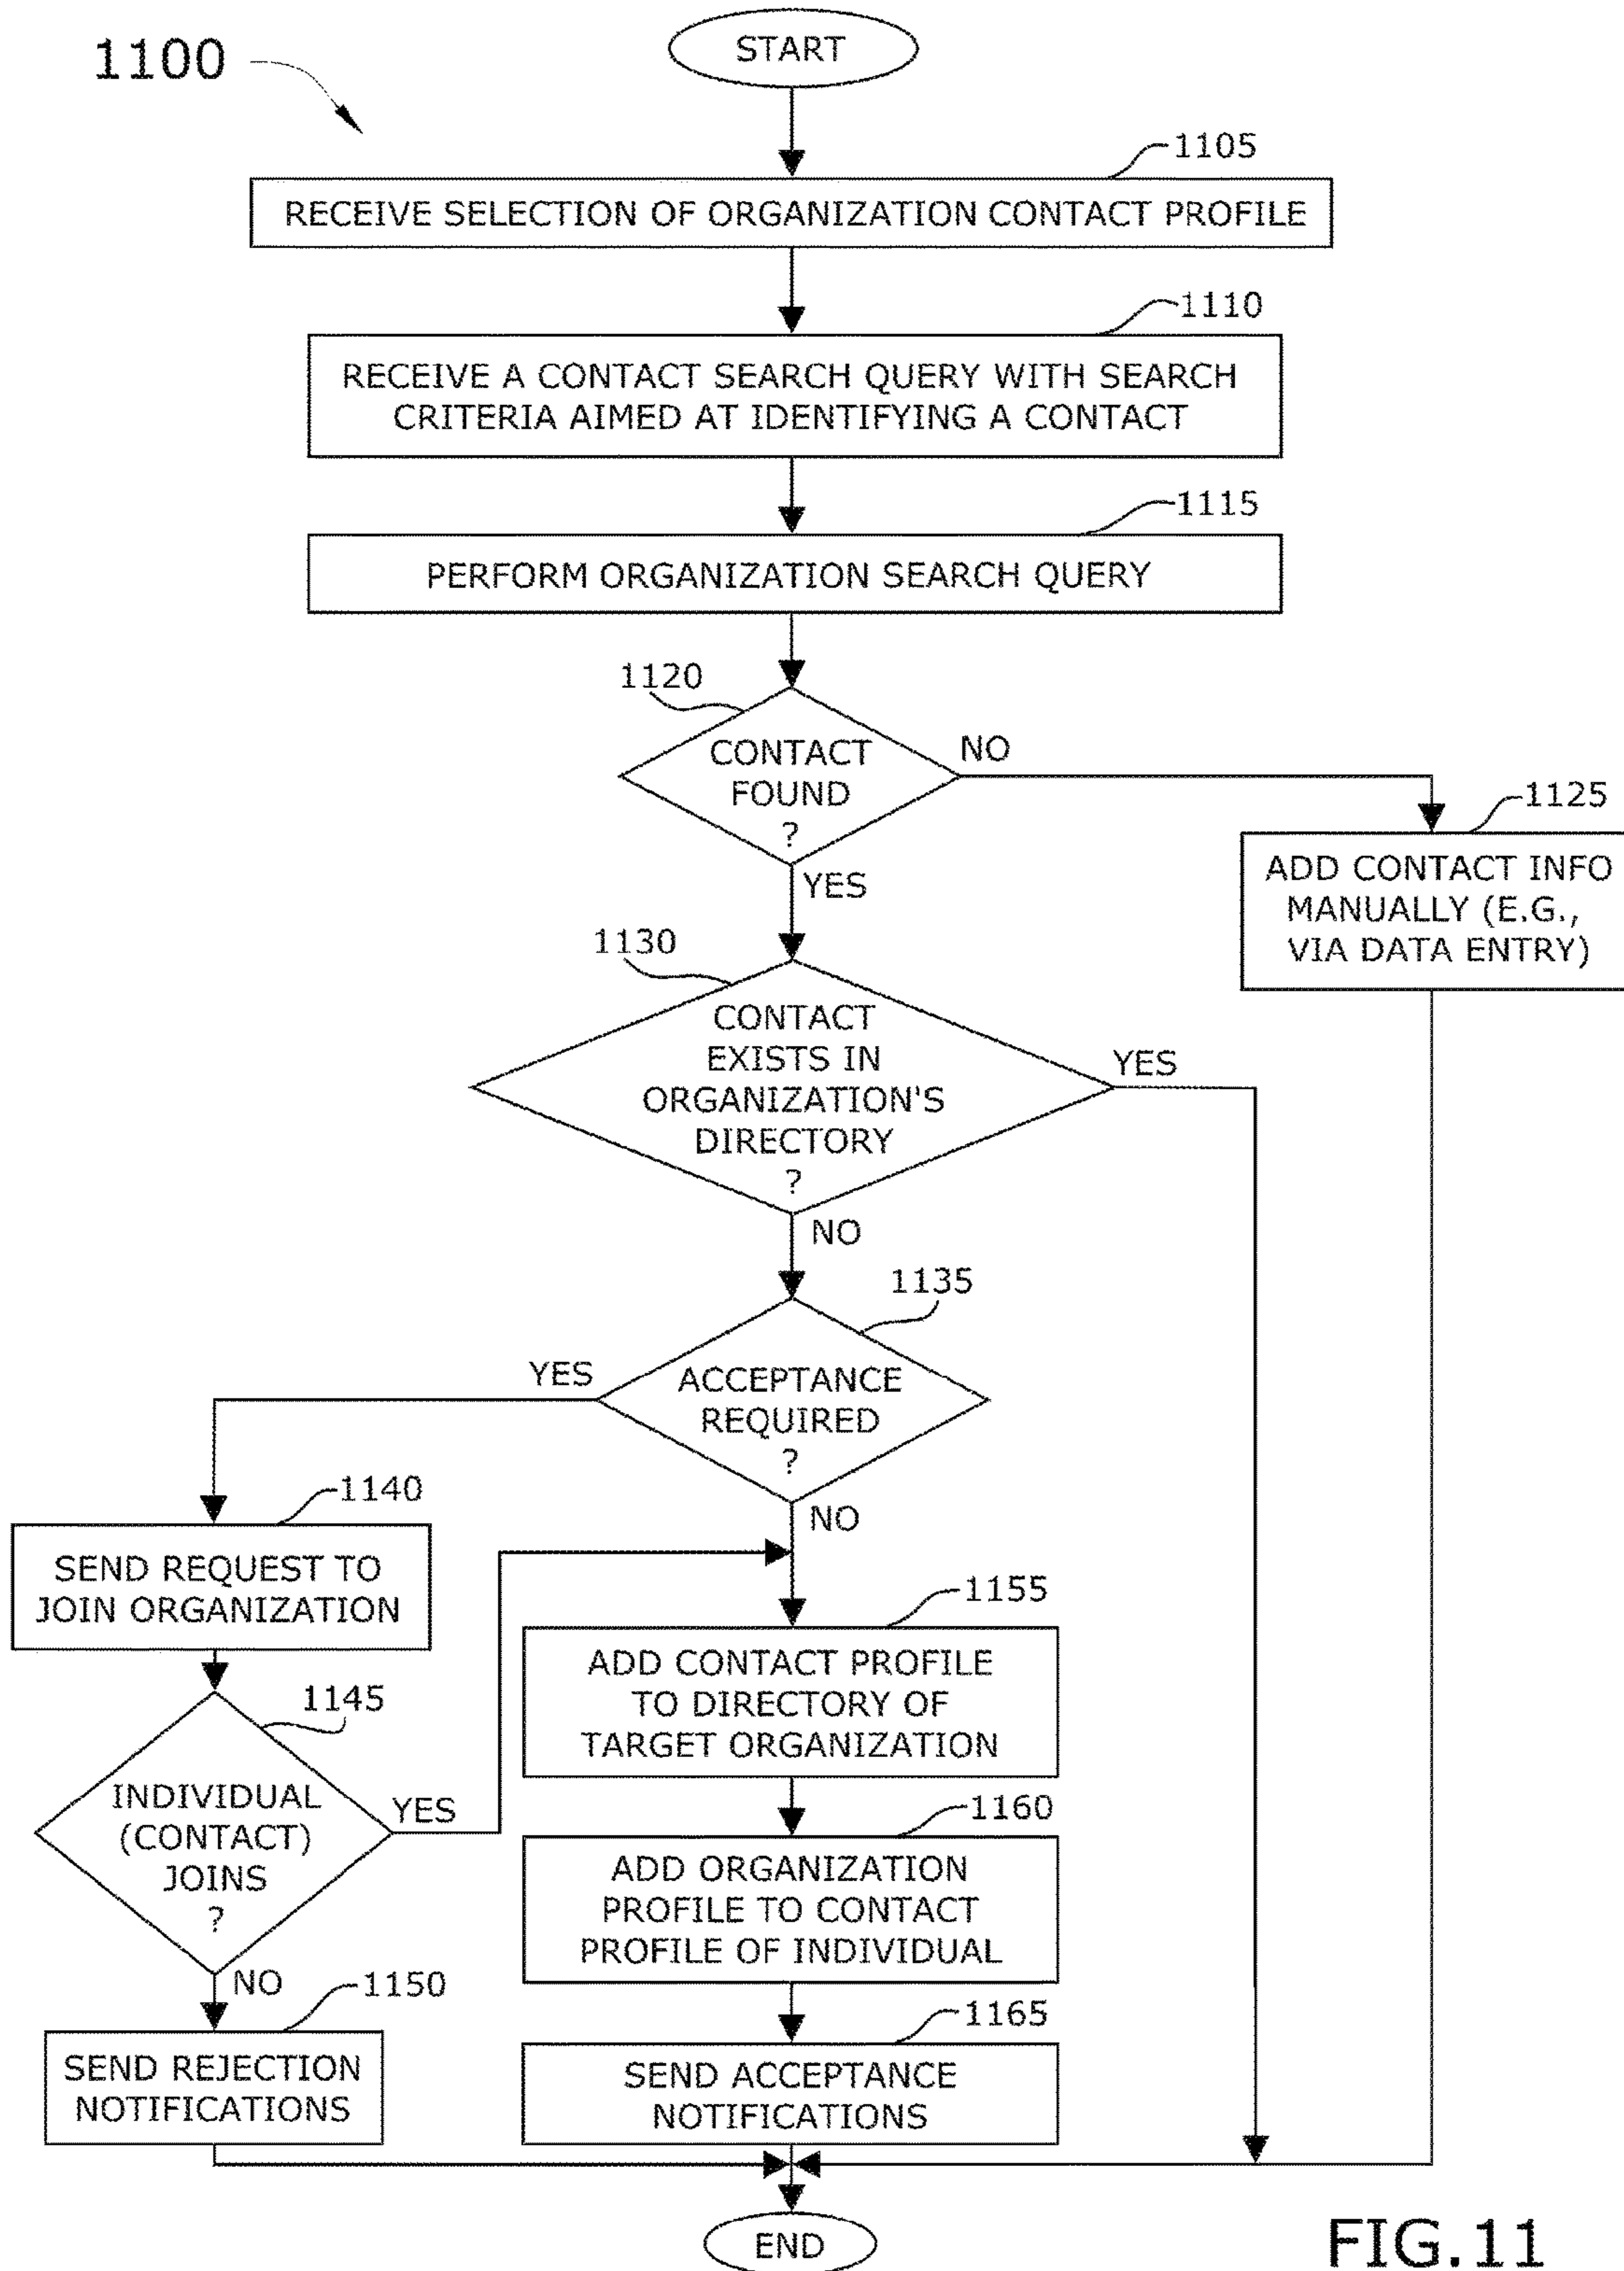 1100
START
1105
RECEIVE SELECTION OF ORGANIZATION CONTACT PROFILE
1110
RECEIVE A CONTACT SEARCH QUERY WITH SEARCH
CRITERIA AIMED AT IDENTIFYING A CONTACT
1115
PERFORM ORGANIZATION SEARCH QUERY
1120
CONTACT
FOUND
?
NO
YES
1125
ADD CONTACT INFO
MANUALLY (E.G.,
VIA DATA ENTRY)
1130
CONTACT
EXISTS IN
ORGANIZATION'S
DIRECTORY
?
YES
NO
1135
ACCEPTANCE
REQUIRED
?
YES
NO
1140
SEND REQUEST TO
JOIN ORGANIZATION
1145
INDIVIDUAL
(CONTACT)
JOINS
?
YES
NO
1150
SEND REJECTION
NOTIFICATIONS
1155
ADD CONTACT PROFILE
TO DIRECTORY OF
TARGET ORGANIZATION
1160
ADD ORGANIZATION
PROFILE TO CONTACT
PROFILE OF INDIVIDUAL
1165
SEND ACCEPTANCE
NOTIFICATIONS
END
FIG.11